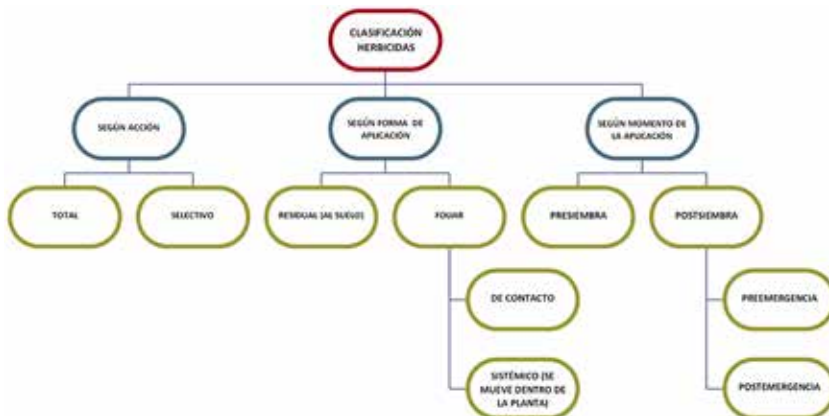 CLASIFICACIÓN
HERBICIDAS
SEGÚN ACCIÓN
SEGÚN FORMA DE
APLICACIÓN
SEGÚN MOMENTO DE
LA APLICACIÓN
TOTAL
SELECTIVO
RESIDUAL (AL SUELO)
FOLIAR
PRESIEMBRA
POSTSIEMBRA
DE CONTACTO
PREEMERGENCIA
SISTÉMICO (SE
MUEVE DENTRO DE
LA PLANTA)
POSTEMERGENCIA